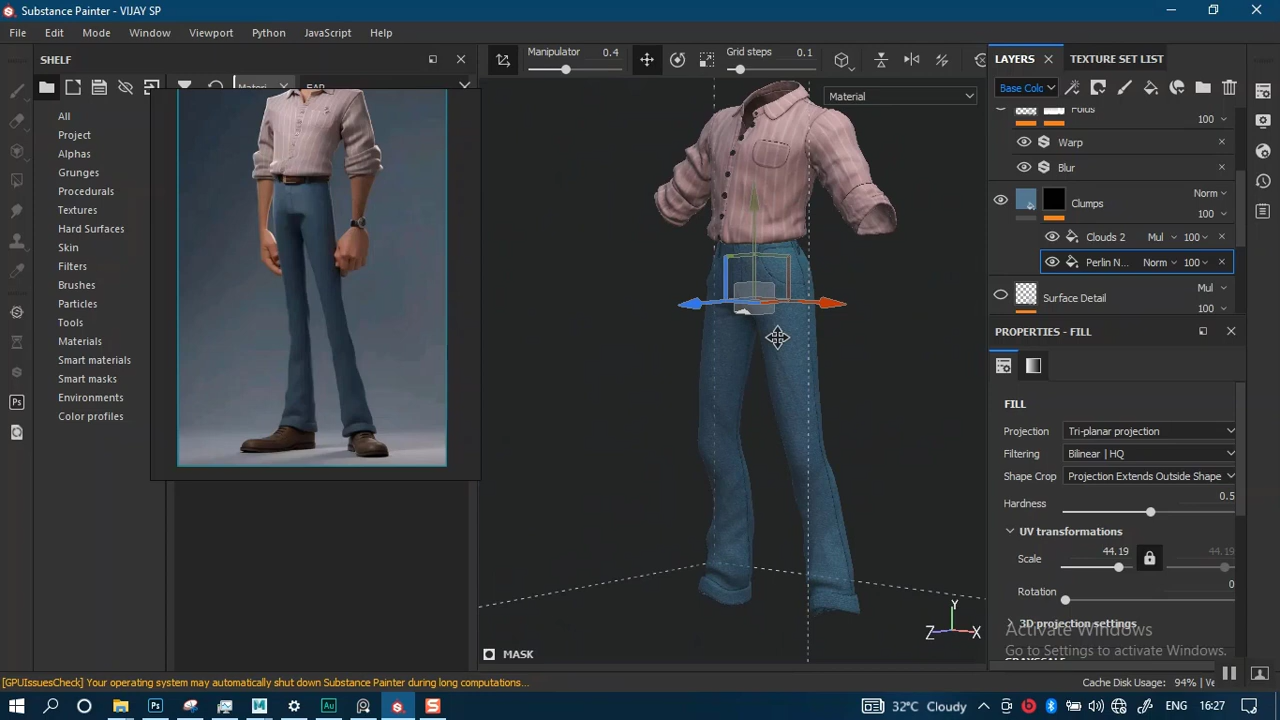 Substance Painter - VIJAY SP
File Edit Mode Window Viewport Python JavaScript Help
SHELF
Manipulator 0.4
Grid steps 0.1
LAYERS
TEXTURE SET LIST
Materi
FAB
Material
Base Colo
All
Project
Alphas
Grunges
Procedurals
Textures
Hard Surfaces
Skin
Filters
Brushes
Particles
Tools
Materials
Smart materials
Smart masks
Environments
Color profiles
Folds
100
Warp
Blur
Norm
Clumps
100
Clouds 2 Mul 100
Perlin N... Norm 100
Mul
Surface Detail
100
PROPERTIES - FILL
FILL
Projection Tri-planar projection
Filtering Bilinear | HQ
Shape Crop Projection Extends Outside Shape
Hardness 0.5
UV transformations
Scale 44.19 44.19
Rotation 0
3D projection settings
Activate Windows
Go to Settings to activate Windows.
Y
Z X
MASK
[GPUIssuesCheck] Your operating system may automatically shut down Substance Painter during long computations...
Cache Disk Usage: 94% | Ve
Ps
32°C Cloudy
ENG
16:27